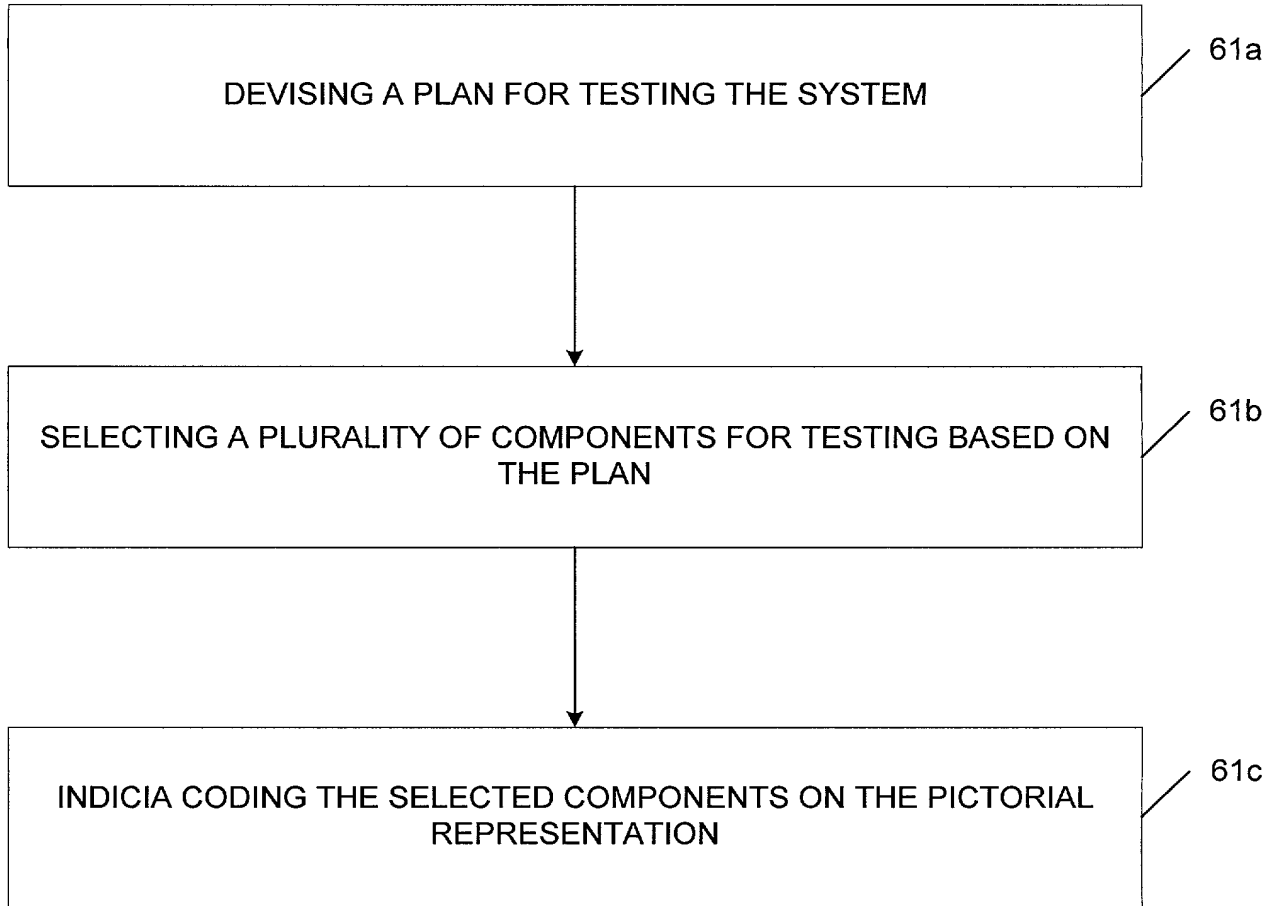 DEVISING A PLAN FOR TESTING THE SYSTEM
61a
SELECTING A PLURALITY OF COMPONENTS FOR TESTING BASED ON
THE PLAN
61b
INDICIA CODING THE SELECTED COMPONENTS ON THE PICTORIAL
REPRESENTATION
61c